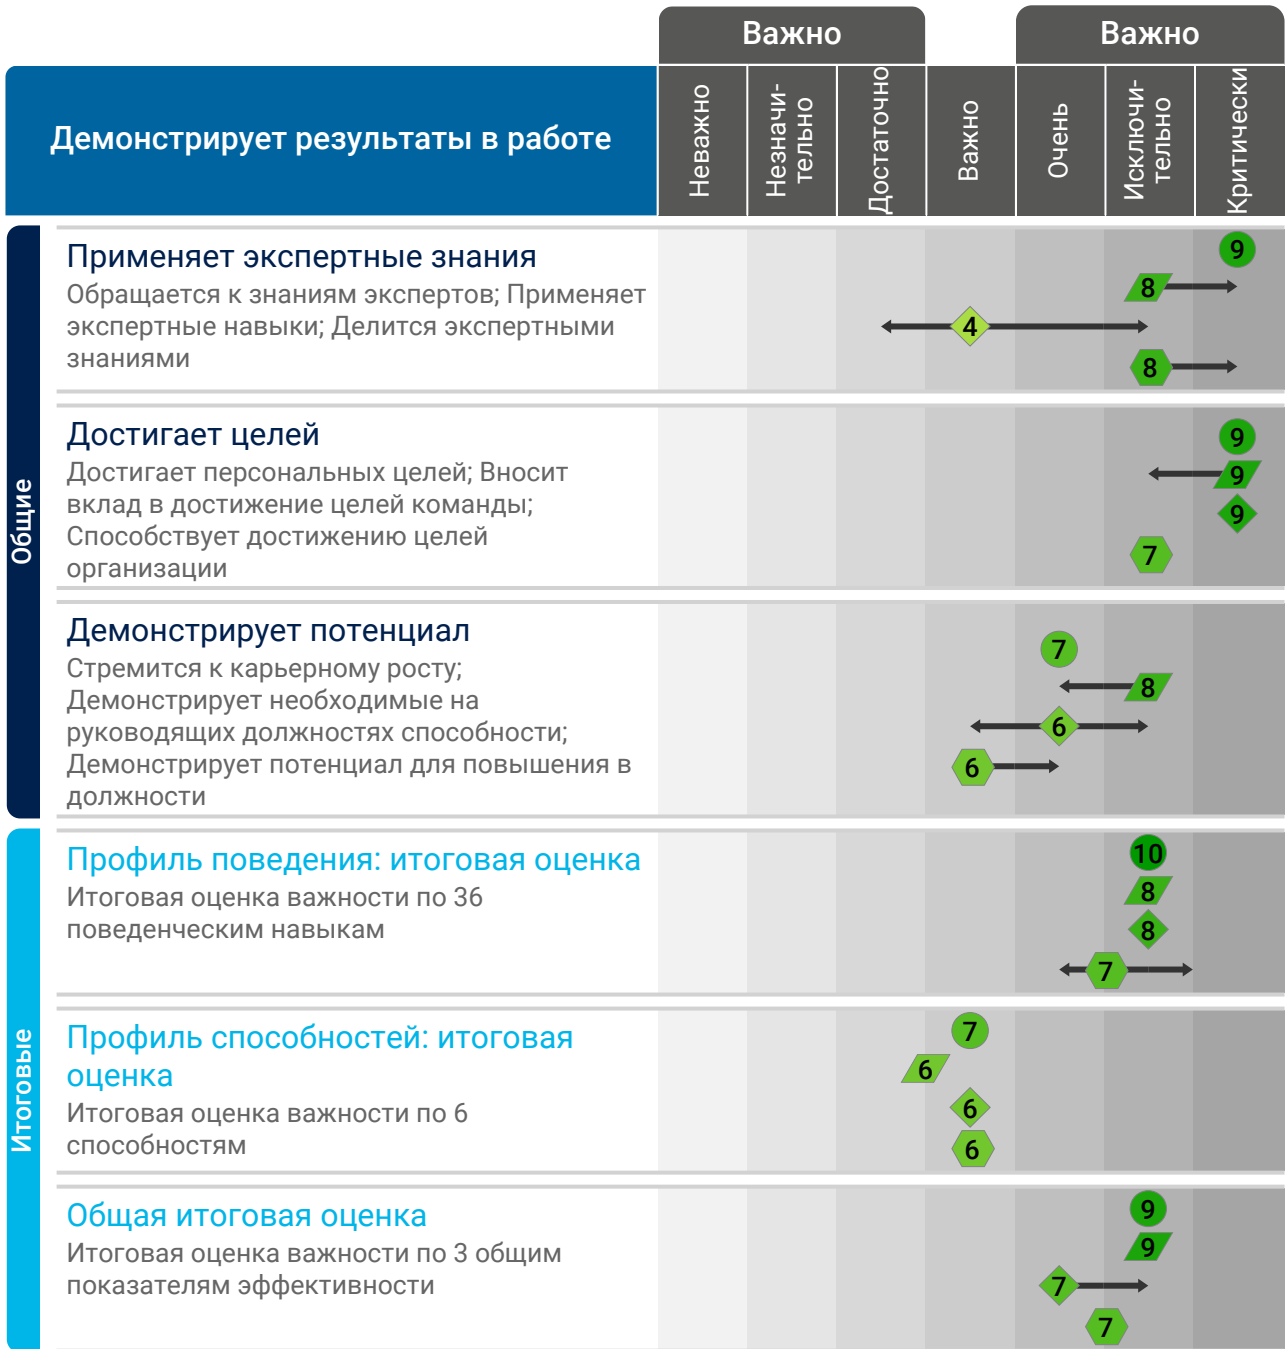 Важно
Важно
Демонстрирует результаты в работе
Неважно
Незначи-
тельно
Достаточно
Важно
Очень
Исключи-
тельно
Критически
Общие
Применяет экспертные знания
Обращается к знаниям экспертов; Применяет
экспертные навыки; Делится экспертными
знаниями
9
8
4
8
Достигает целей
Достигает персональных целей; Вносит
вклад в достижение целей команды;
Способствует достижению целей
организации
9
9
9
7
Демонстрирует потенциал
Стремится к карьерному росту;
Демонстрирует необходимые на
руководящих должностях способности;
Демонстрирует потенциал для повышения в
должности
7
8
6
6
Итоговые
Профиль поведения: итоговая оценка
Итоговая оценка важности по 36
поведенческим навыкам
10
8
8
7
Профиль способностей: итоговая
оценка
Итоговая оценка важности по 6
способностям
7
6
6
6
Общая итоговая оценка
Итоговая оценка важности по 3 общим
показателям эффективности
9
9
7
7